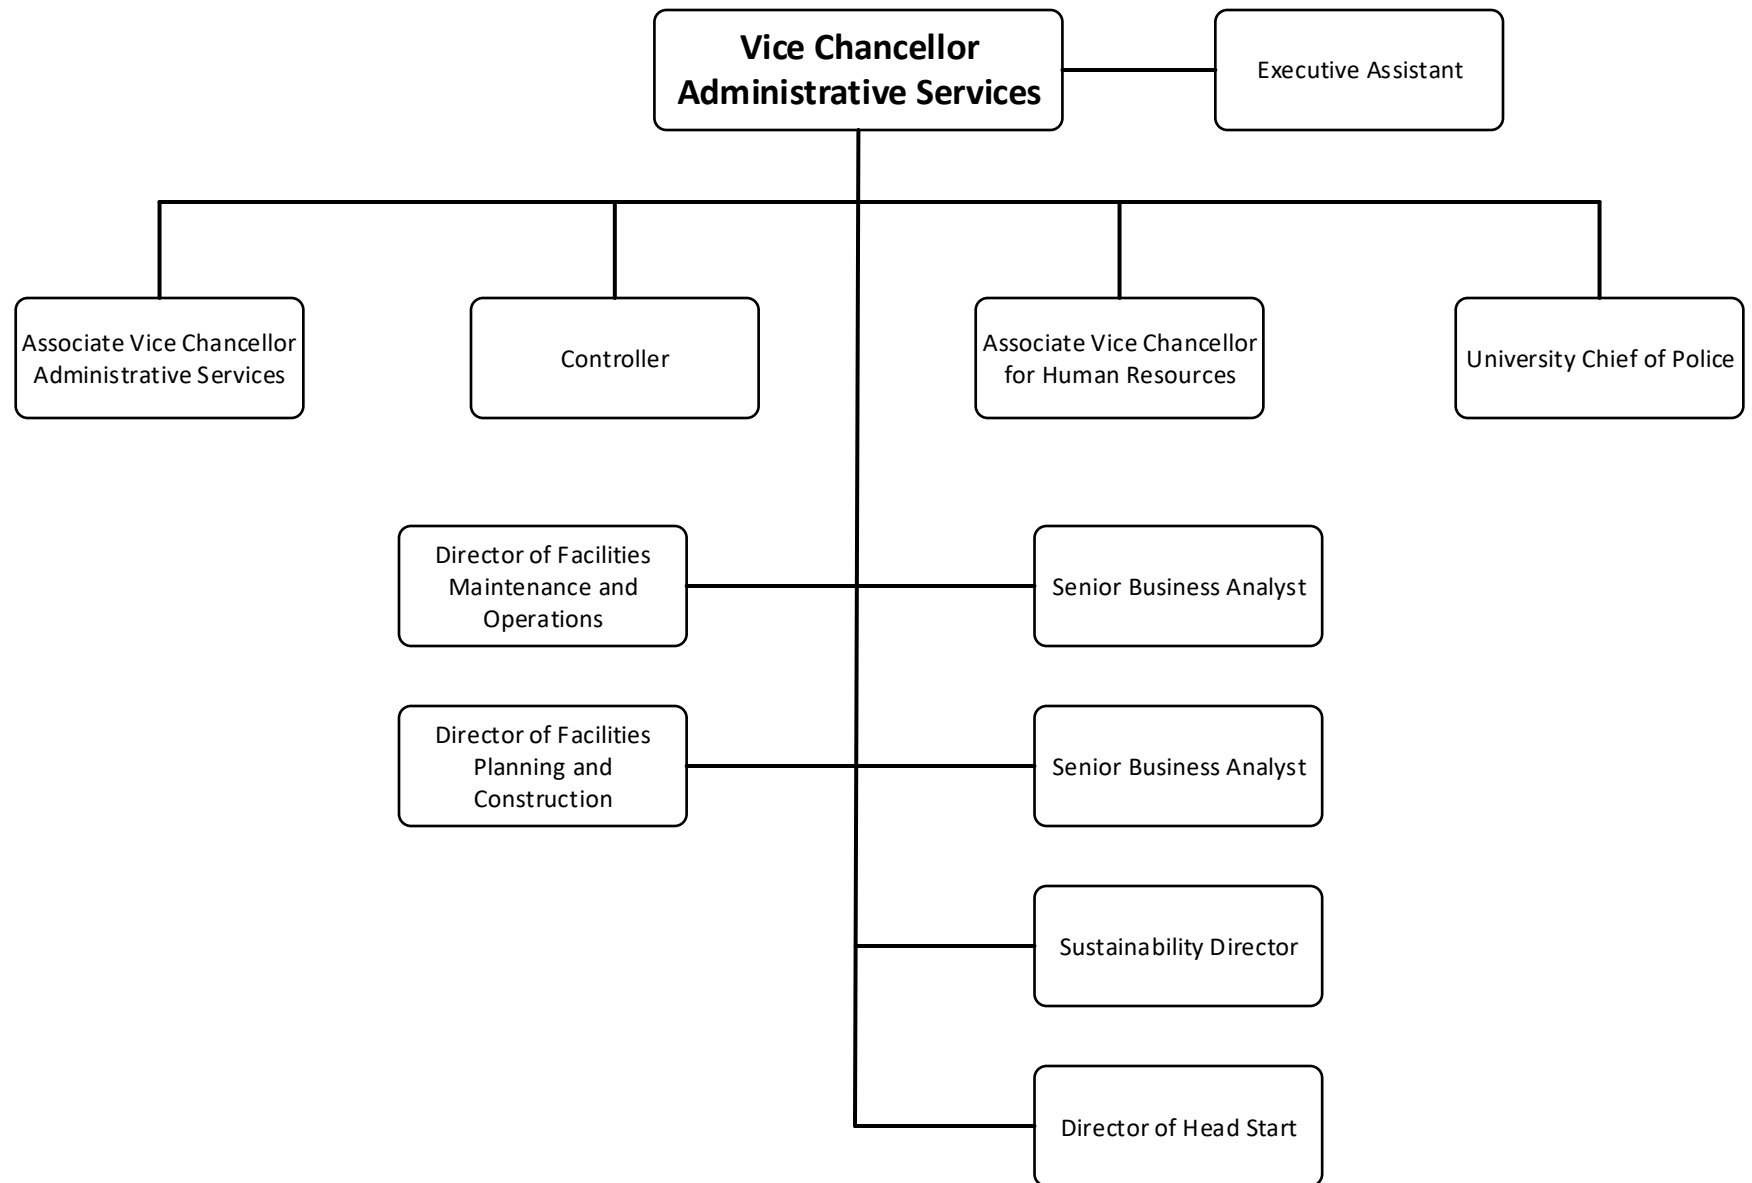 Vice Chancellor
Administrative Services
Executive Assistant
Associate Vice Chancellor
Administrative Services
Controller
Associate Vice Chancellor
for Human Resources
University Chief of Police
Director of Facilities
Maintenance and
Operations
Senior Business Analyst
Director of Facilities
Planning and
Construction
Senior Business Analyst
Sustainability Director
Director of Head Start